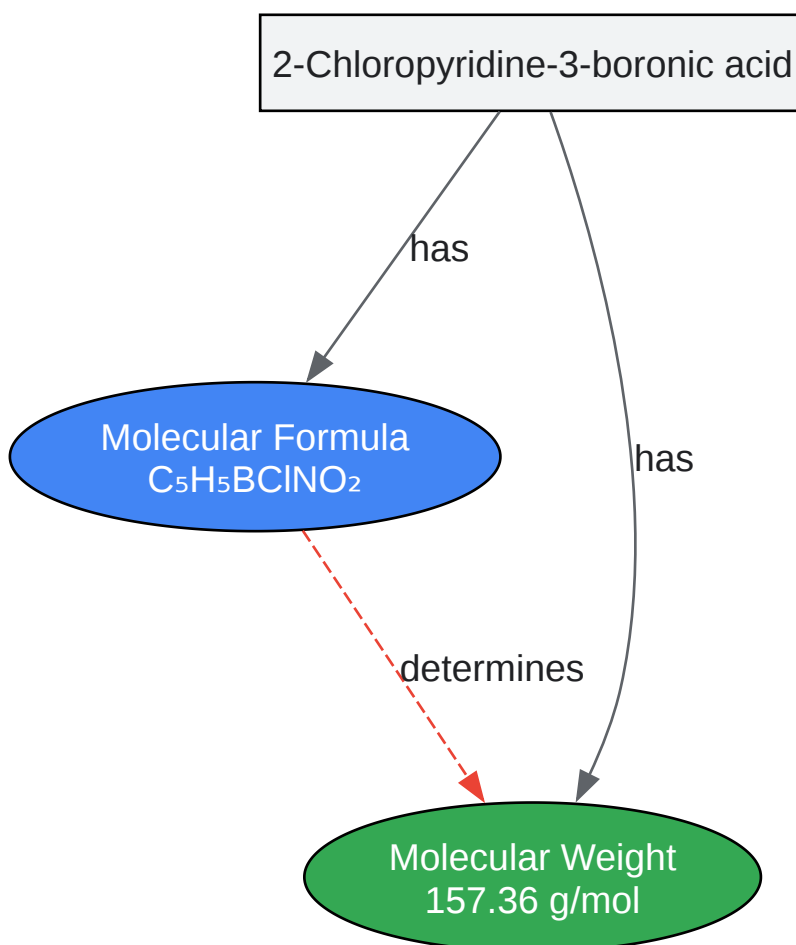 2-Chloropyridine-3-boronic acid
has
Molecular Formula
C₅H₅BClNO₂
has
determines
Molecular Weight
157.36 g/mol